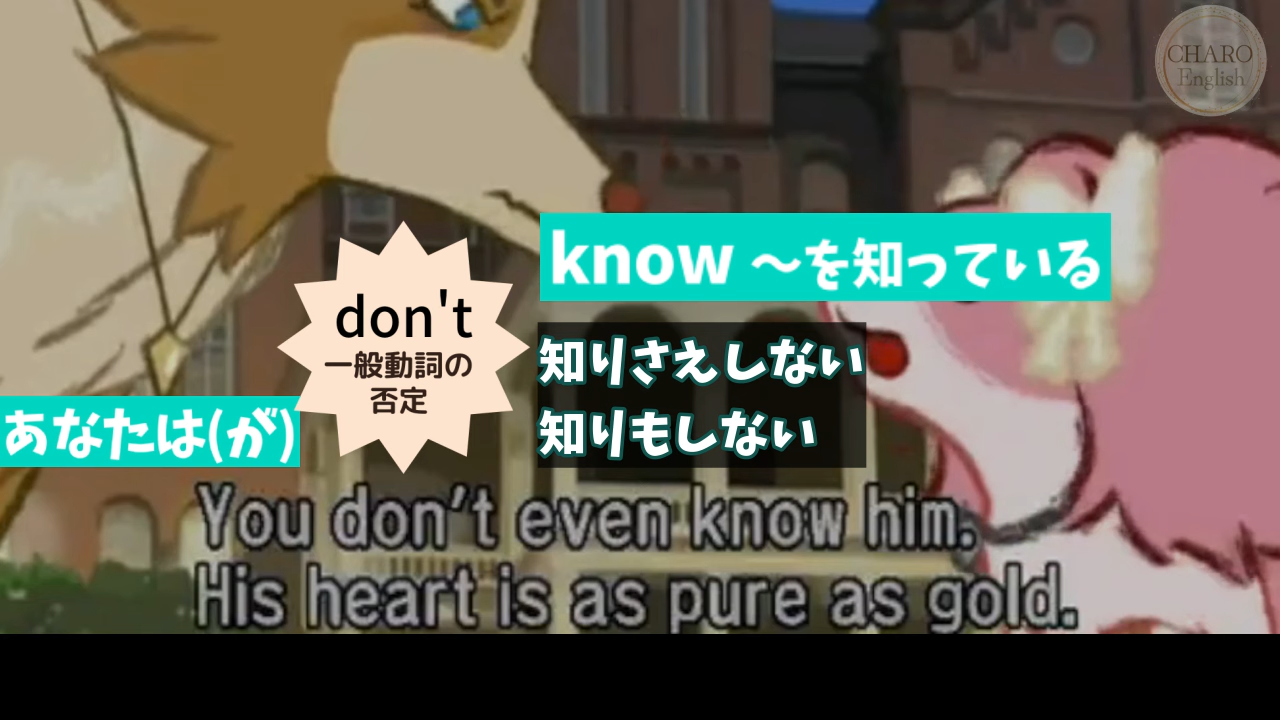 CHARO
English
know ～を知っている
don't
一般動詞の
否定
知りさえしない
知りもしない
あなたは(が)
You don't even know him.
His heart is as pure as gold.